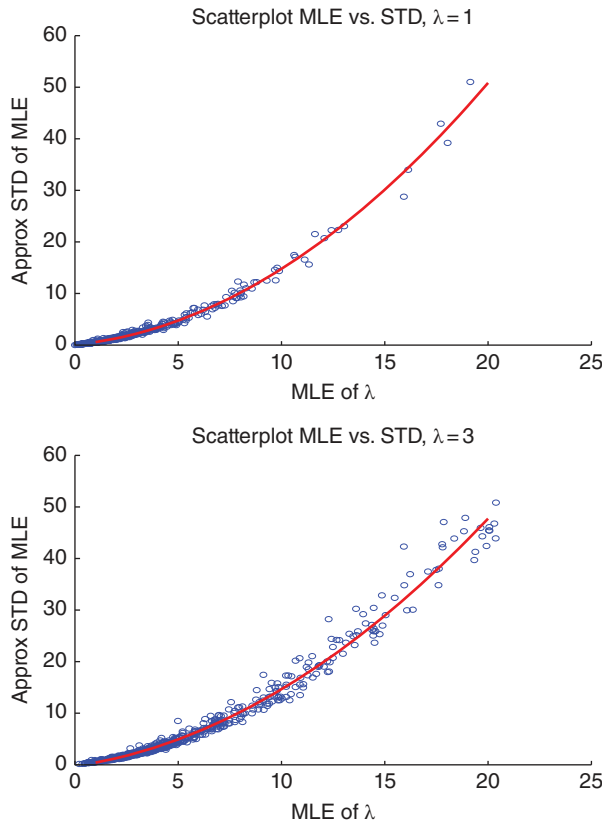 Scatterplot MLE vs. STD, λ = 1
60
50
40
30
20
10
0
Approx STD of MLE
0 5 10 15 20 25
MLE of λ
Scatterplot MLE vs. STD, λ = 3
60
50
40
30
20
10
0
Approx STD of MLE
0 5 10 15 20 25
MLE of λ